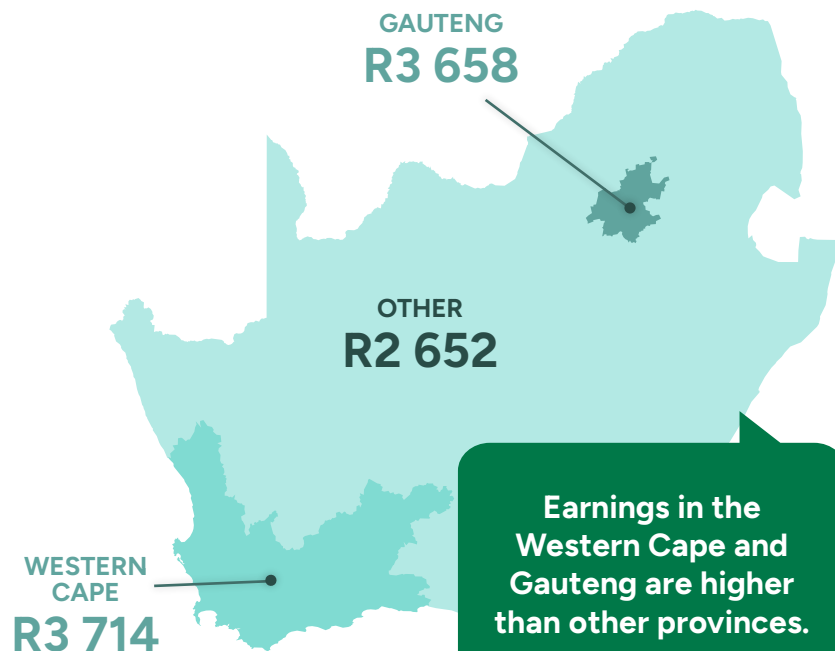 GAUTENG
R3 658
OTHER
R2 652
WESTERN
CAPE
R3 714
Earnings in the
Western Cape and
Gauteng are higher
than other provinces.